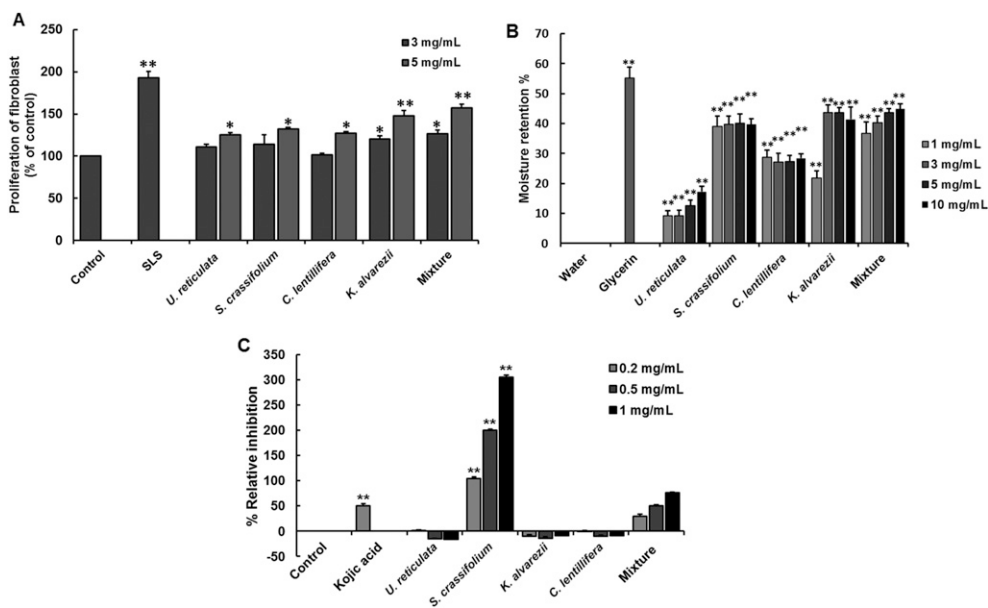 A
Proliferation of fibroblast
(% of control)
250
200
150
100
50
0
3 mg/mL
5 mg/mL
**
*
*
*
*
**
*
**
Control
SLS
U. reticulata
S. crassifolium
C. lentillifera
K. alvarezii
Mixture
B
Moisture retention %
70
60
50
40
30
20
10
0
**
** ** ** **
** ** ** **
** ** ** **
** ** ** **
** ** ** **
1 mg/mL
3 mg/mL
5 mg/mL
10 mg/mL
Water
Glycerin
U. reticulata
S. crassifolium
C. lentillifera
K. alvarezii
Mixture
C
% Relative inhibition
350
300
250
200
150
100
50
0
-50
0.2 mg/mL
0.5 mg/mL
1 mg/mL
**
**
**
**
Control
Kojic acid
U. reticulata
S. crassifolium
K. alvarezii
C. lentillifera
Mixture